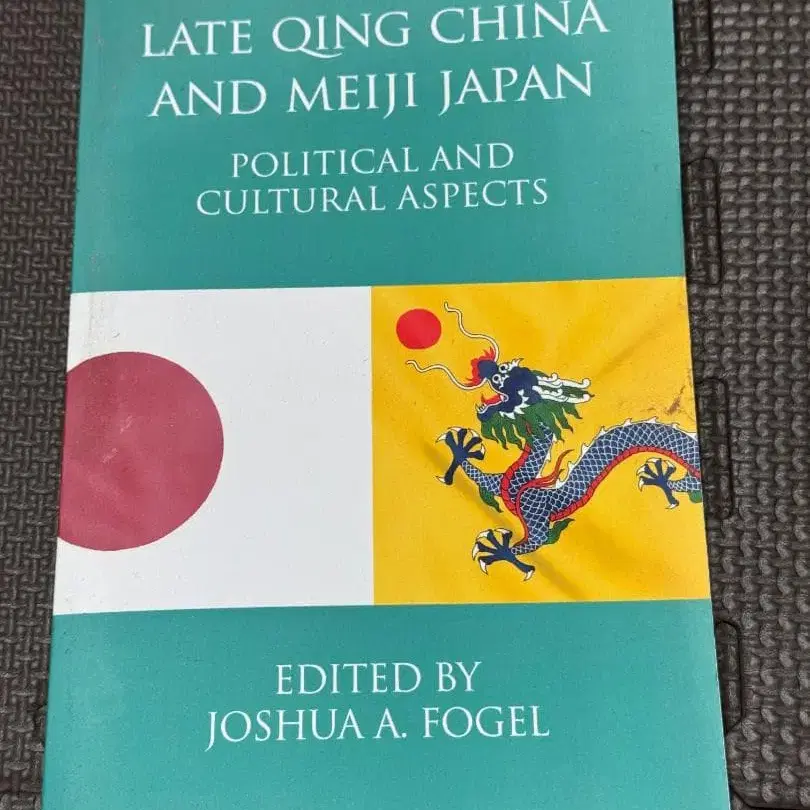 LATE QING CHINA
AND MEIJI JAPAN
POLITICAL AND
CULTURAL ASPECTS
EDITED BY
JOSHUA A. FOGEL